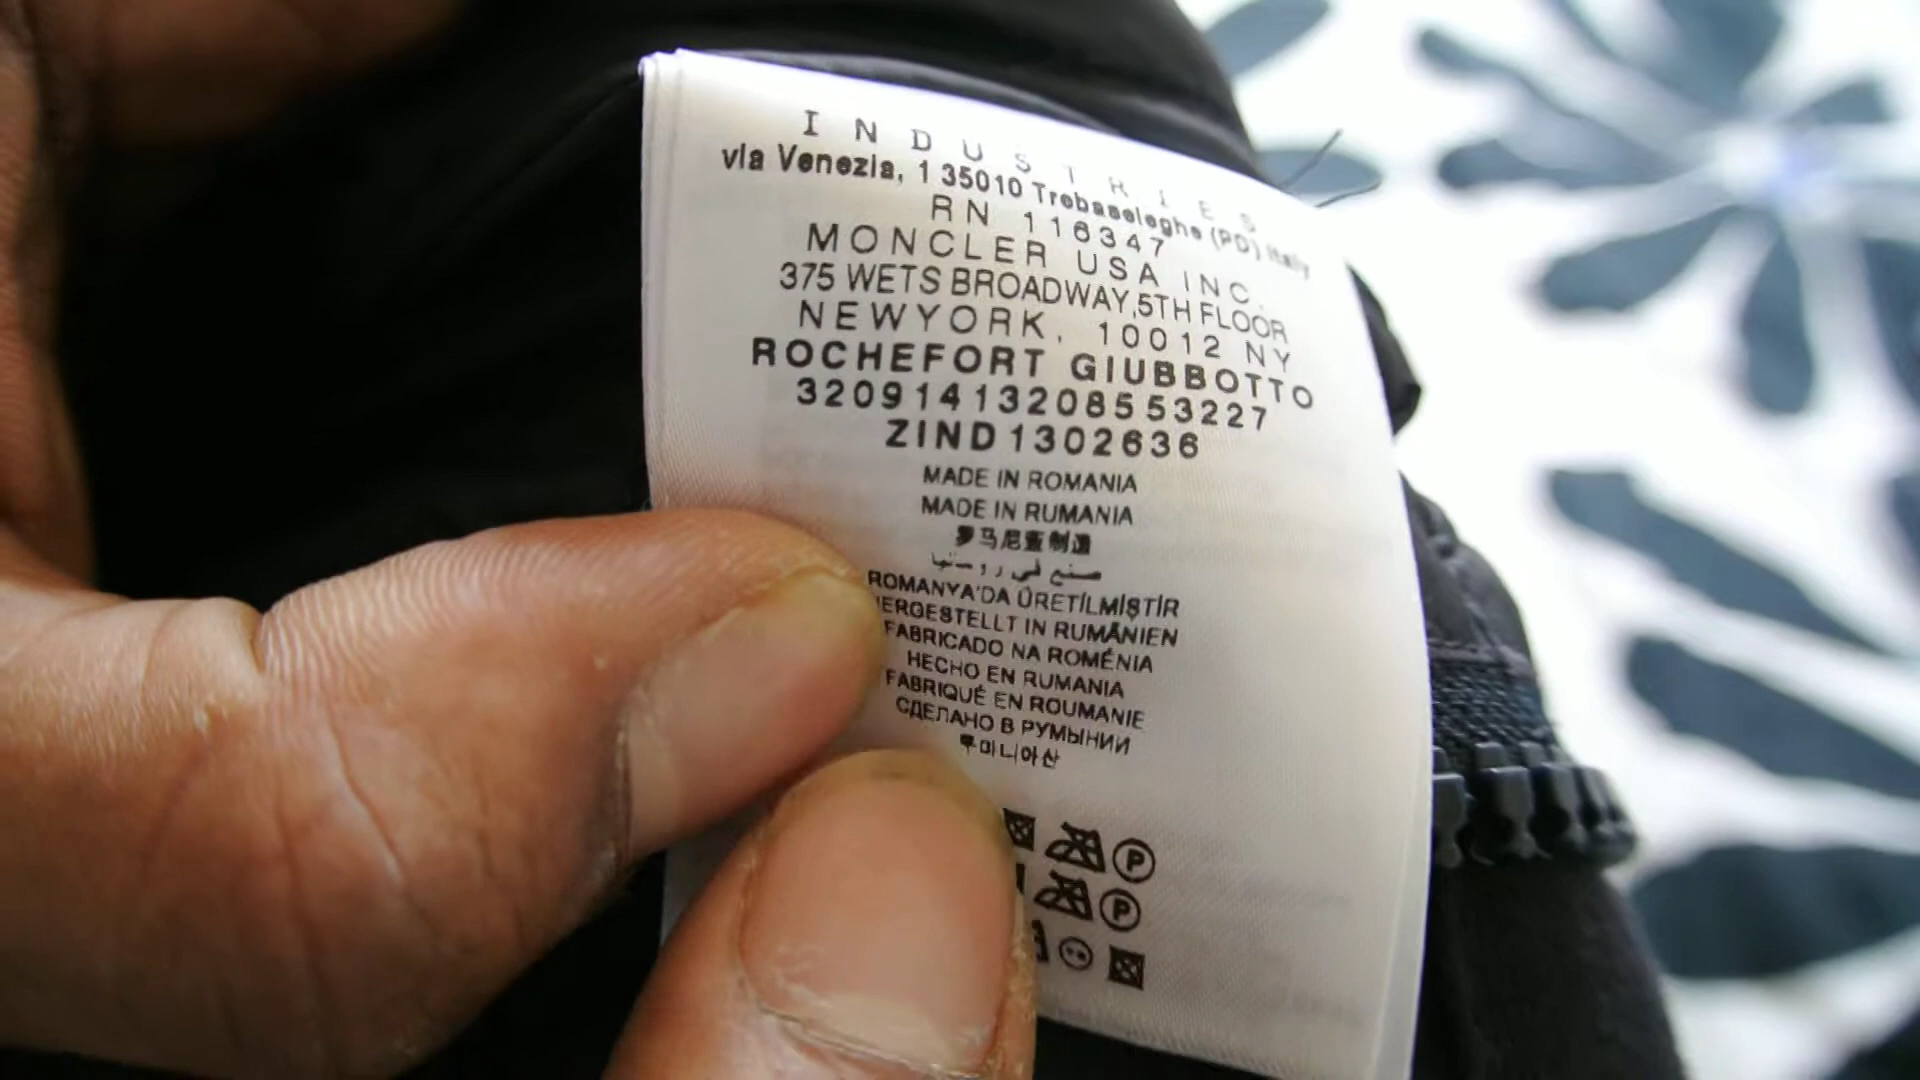 INDUSTRIES
via Venezia, 1 35010 Trebaseleghe (PD) Italy
RN 116347
MONCLER USA INC.
375 WETS BROADWAY,5TH FLOOR
NEWYORK, 10012 NY
ROCHEFORT GIUBBOTTO
32091413208553227
ZIND1302636
MADE IN ROMANIA
MADE IN RUMANIA
罗马尼亚制造
صنع في
ROMANYA'DA ÜRETİLMİŞTİR
ERGESTELLT IN RUMÄNIEN
FABRICADO NA ROMÉNIA
HECHO EN RUMANIA
FABRIQUÉ EN ROUMANIE
СДЕЛАНО В РУМЫНИИ
루마니아산
P
P